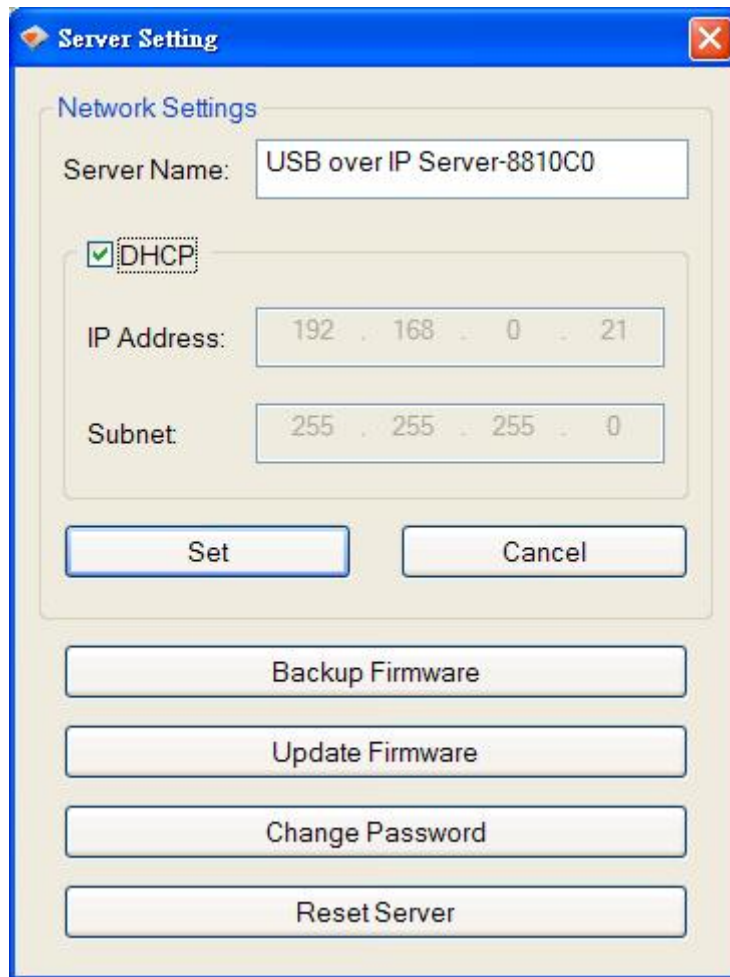 Server Setting
Network Settings
Server Name: USB over IP Server-8810C0
DHCP
IP Address: 192 . 168 . 0 . 21
Subnet: 255 . 255 . 255 . 0
Set Cancel
Backup Firmware
Update Firmware
Change Password
Reset Server